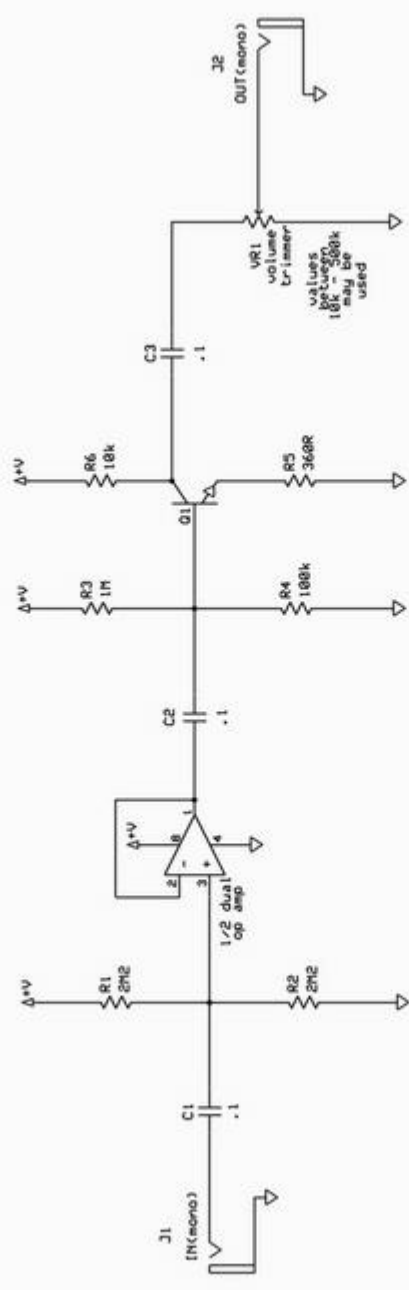 J1
IN(mono)
C1
.1
+V
R1
2M2
R2
2M2
+V
8
2
-
3
+
1
4
1/2 dual
op amp
C2
.1
+V
R3
1M
R4
100k
+V
R6
10k
Q1
R5
360R
C3
.1
VR1
volume
trimmer
values
between
10k - 500k
may be
used
J2
OUT(mono)